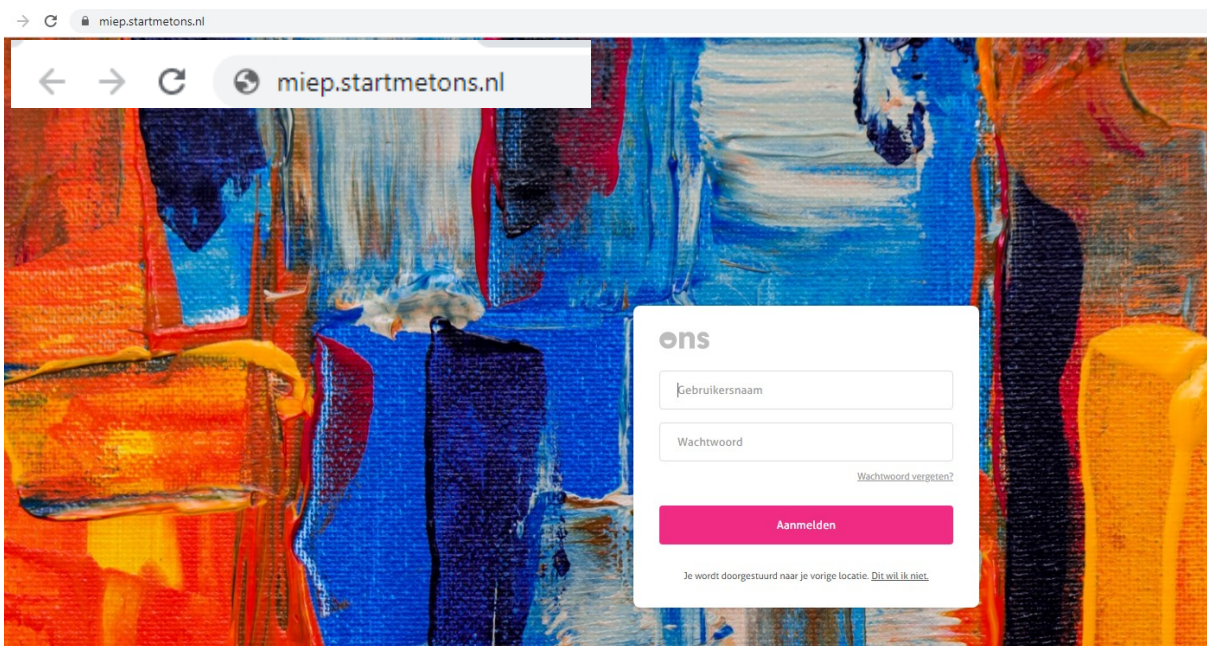 miep.startmetons.nl
miep.startmetons.nl
ons
Gebruikersnaam
Wachtwoord
Wachtwoord vergeten?
Aanmelden
Je wordt doorgestuurd naar je vorige locatie. Dit wil ik niet.